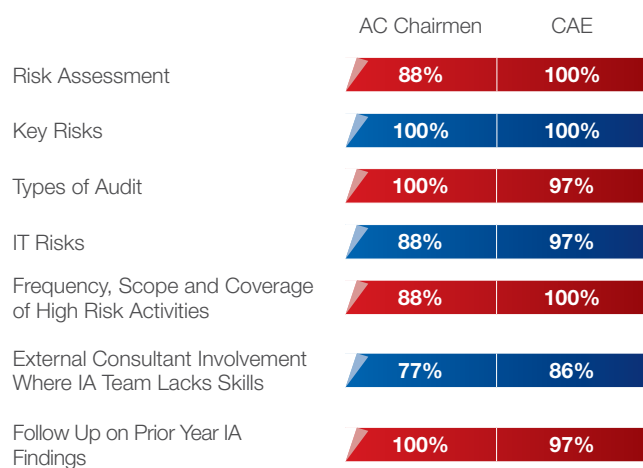 AC Chairmen CAE
Risk Assessment 88% 100%
Key Risks 100% 100%
Types of Audit 100% 97%
IT Risks 88% 97%
Frequency, Scope and Coverage
of High Risk Activities 88% 100%
External Consultant Involvement
Where IA Team Lacks Skills 77% 86%
Follow Up on Prior Year IA
Findings 100% 97%